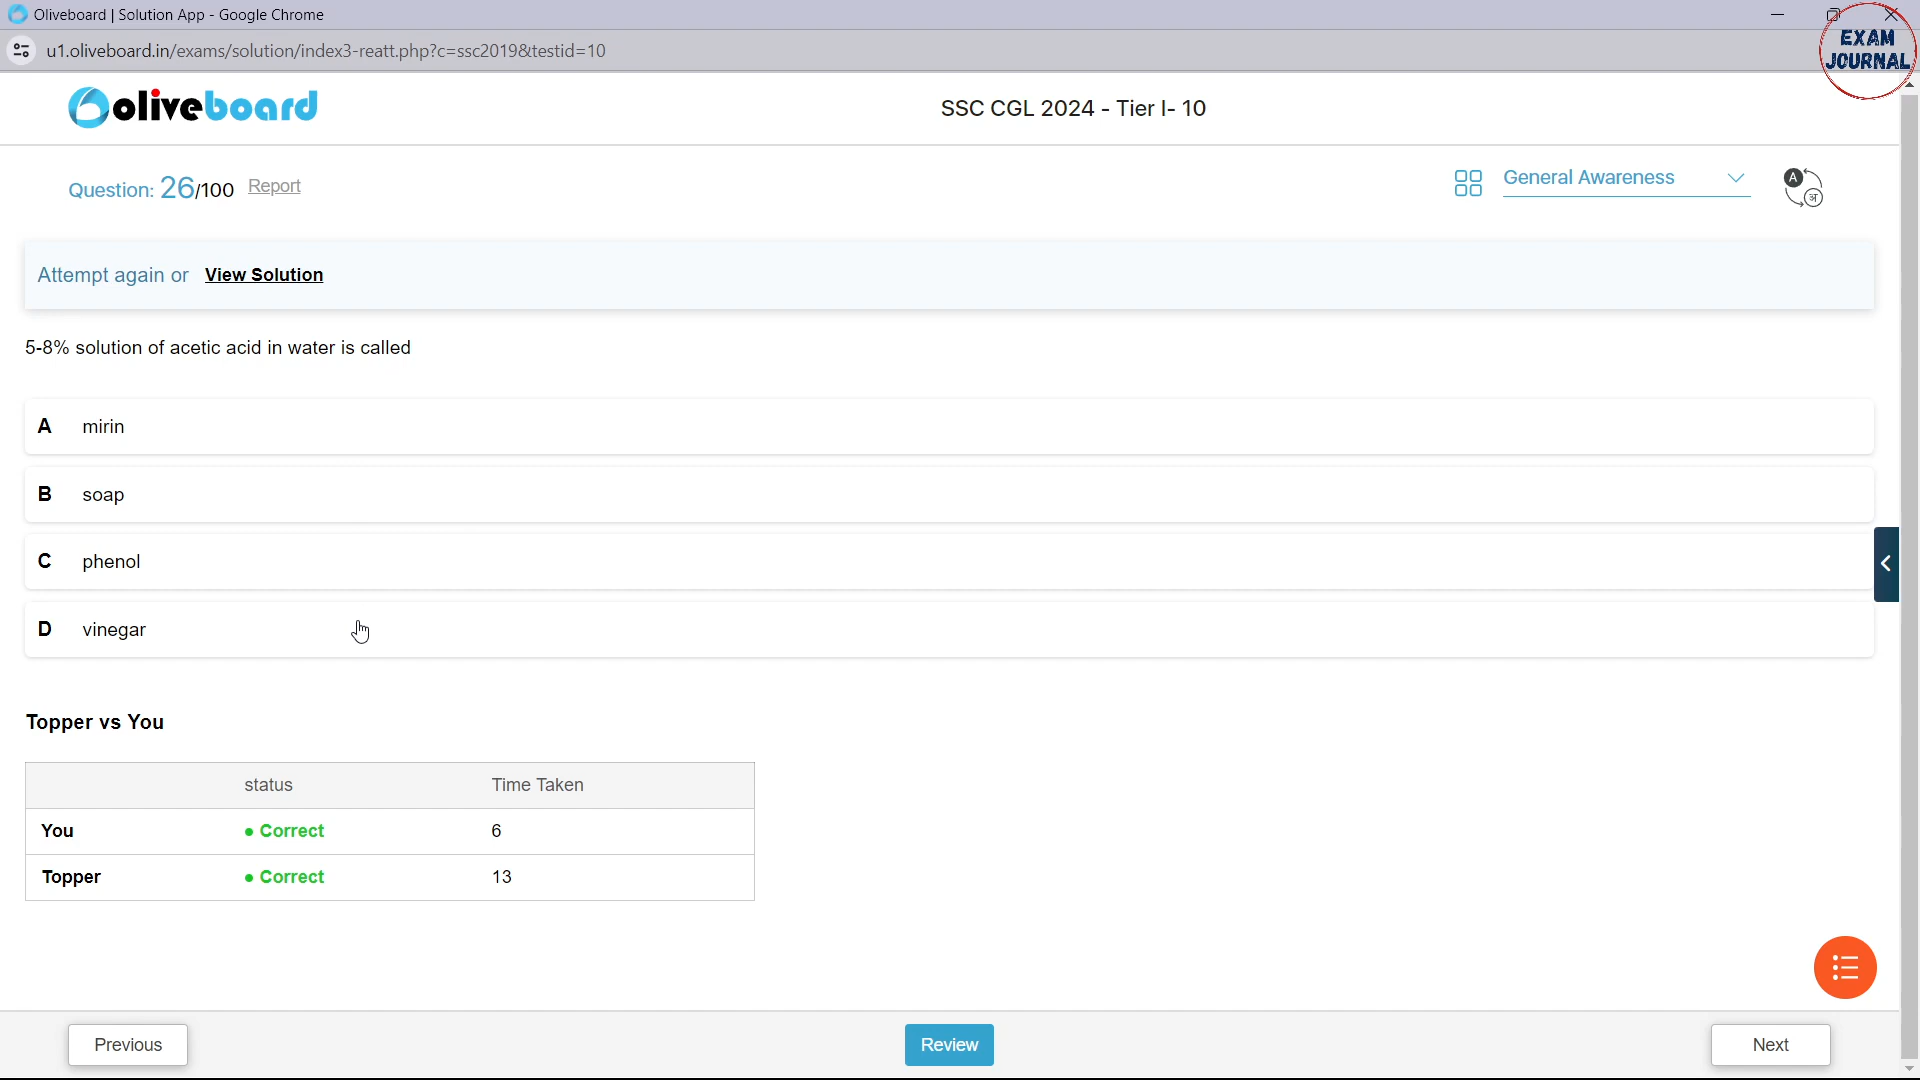 Oliveboard | Solution App - Google Chrome
u1.oliveboard.in/exams/solution/index3-reatt.php?c=ssc2019&testid=10
EXAM
JOURNAL
oliveboard
SSC CGL 2024 - Tier I- 10
Question: 26/100 Report
General Awareness
A
अ
Attempt again or View Solution
5-8% solution of acetic acid in water is called
A mirin
B soap
C phenol
D vinegar
Topper vs You
status Time Taken
You • Correct 6
Topper • Correct 13
Previous Review Next